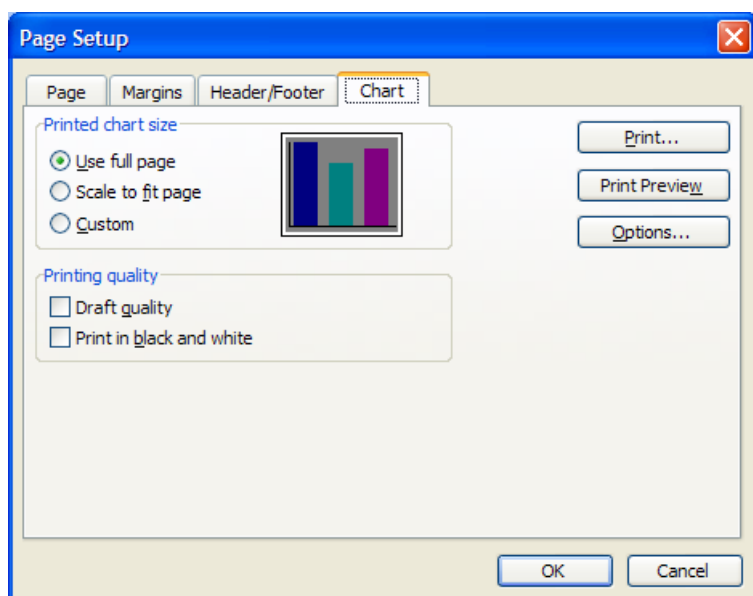 Page Setup
Page
Margins
Header/Footer
Chart
Printed chart size
Use full page
Scale to fit page
Custom
Print...
Print Preview
Options...
Printing quality
Draft quality
Print in black and white
OK
Cancel